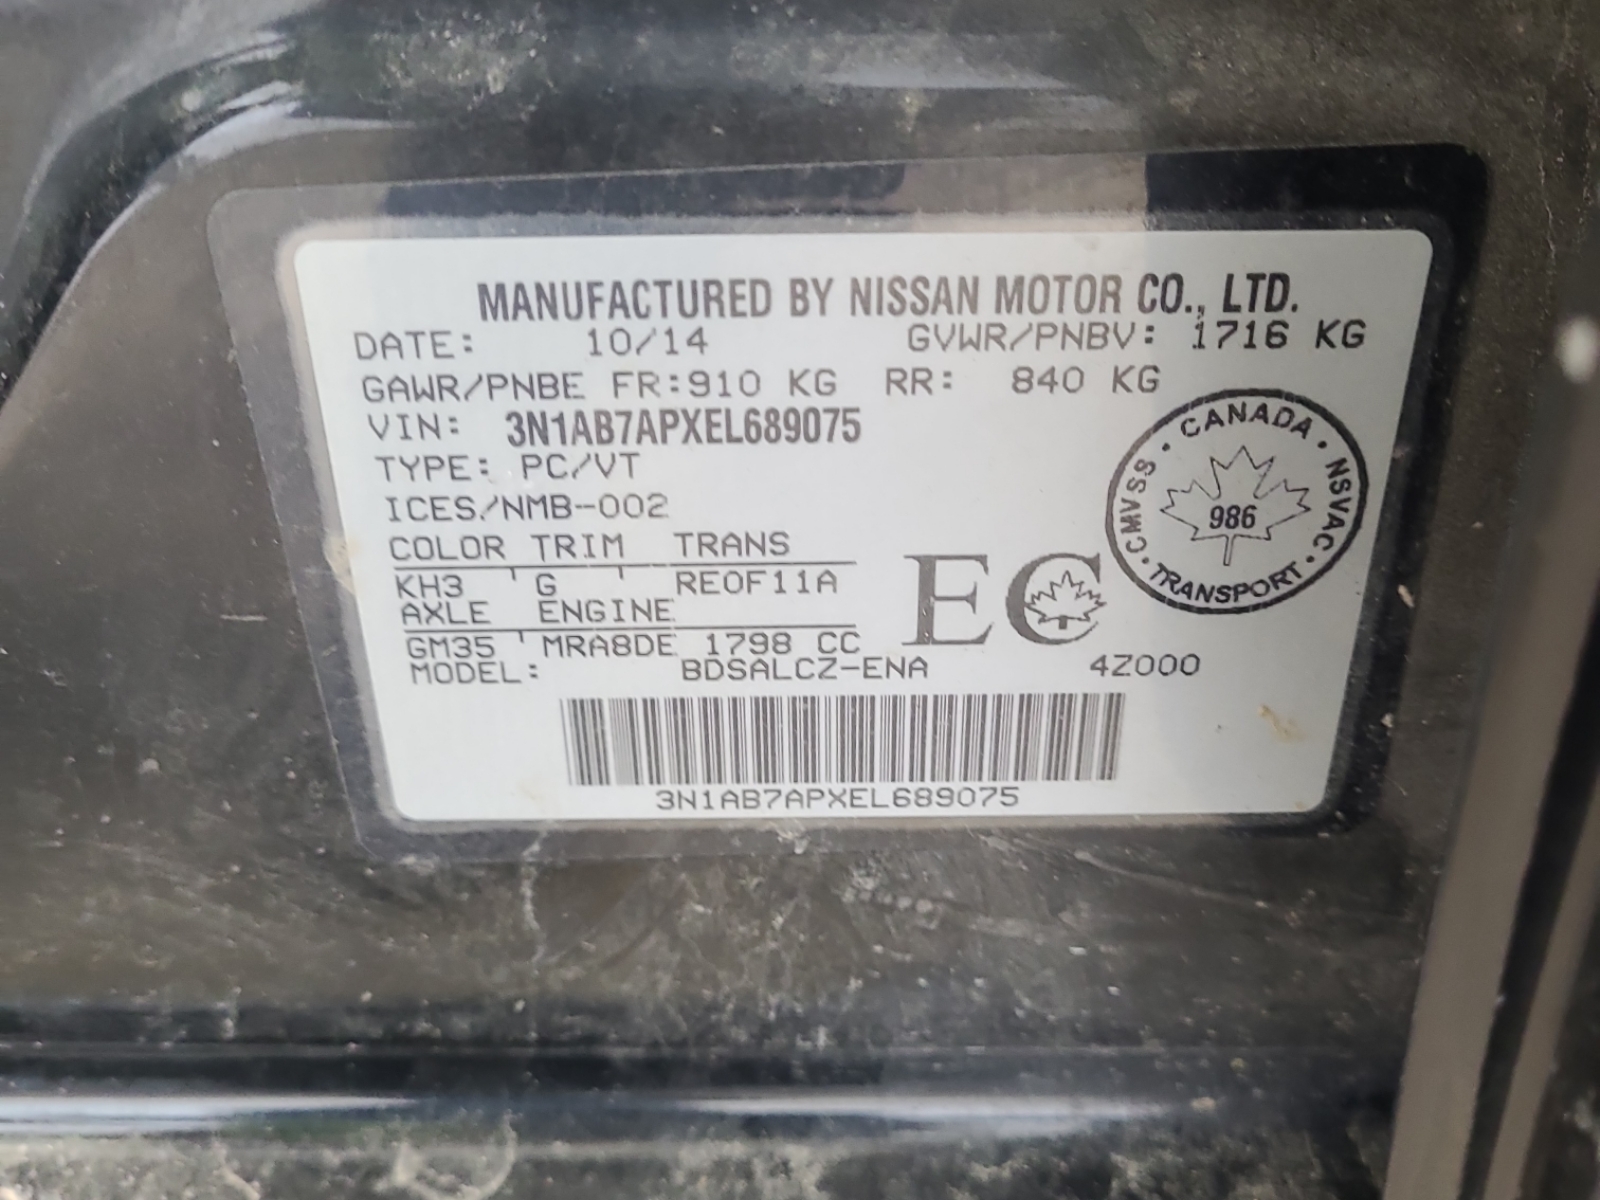 MANUFACTURED BY NISSAN MOTOR CO., LTD.
DATE: 10/14 GVWR/PNBV: 1716 KG
GAWR/PNBE FR:910 KG RR: 840 KG
VIN: 3N1AB7APXEL689075
TYPE: PC/VT
ICES/NMB-002
COLOR TRIM TRANS
KH3 G RE0F11A
AXLE ENGINE
GM35 MRA8DE 1798 CC
MODEL: BDSALCZ-ENA 4Z000
3N1AB7APXEL689075
EC
CANADA · NSVAC · TRANSPORT · CMVSS ·
986